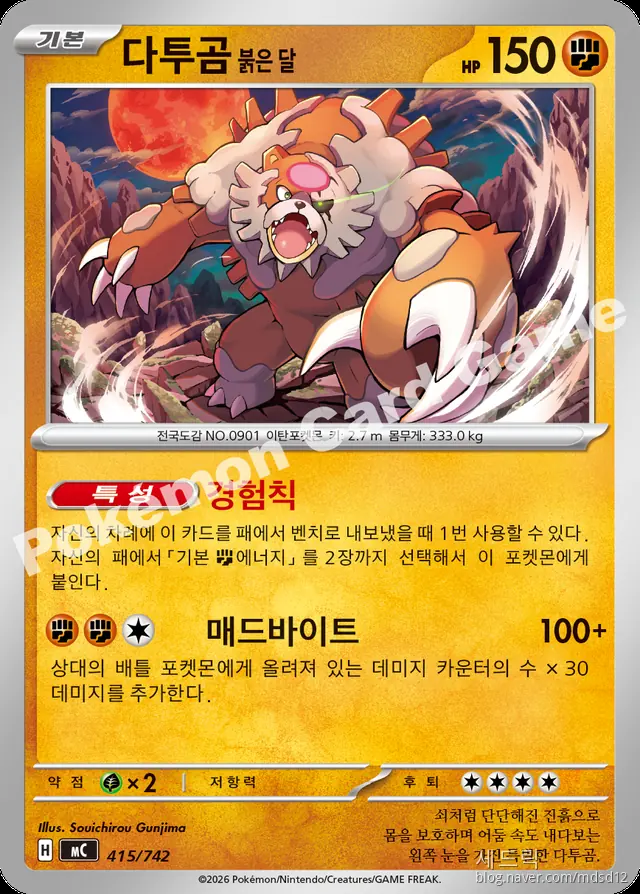 기본 다투곰 붉은 달 HP 150
전국도감 NO.0901 이탄포켓몬 키: 2.7 m 몸무게: 333.0 kg
특성 경험칙
자신의 차례에 이 카드를 패에서 벤치로 내보냈을 때 1번 사용할 수 있다.
자신의 패에서 「기본 에너지」를 2장까지 선택해서 이 포켓몬에게
붙인다.
매드바이트 100+
상대의 배틀 포켓몬에게 올려져 있는 데미지 카운터의 수 × 30
데미지를 추가한다.
약점 ×2 저항력 후퇴
Illus. Souichirou Gunjima
쇠처럼 단단해진 진흙으로
몸을 보호하며 어둠 속도 내다보는
왼쪽 눈을 가진 특별한 다투곰.
H MC 415/742
©2026 Pokémon/Nintendo/Creatures/GAME FREAK.
Pokémon Card Game
세드릭
blog.naver.com/mdsd12